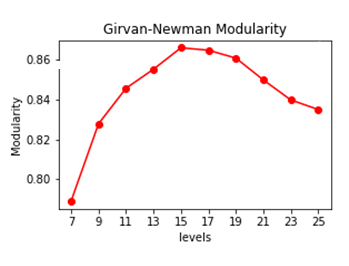 Girvan-Newman Modularity
0.86
0.84
0.82
0.80
Modularity
7 9 11 13 15 17 19 21 23 25
levels